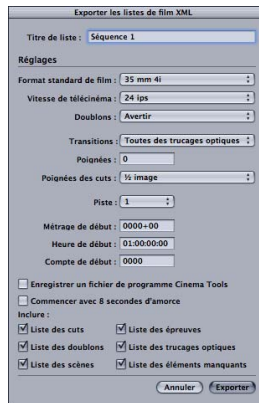 Exporter les listes de film XML
Titre de liste : Séquence 1
Réglages
Format standard de film : 35 mm 4i
Vitesse de télécinéma : 24 ips
Doublons : Avertir
Transitions : Toutes des trucages optiques
Poignées : 0
Poignées des cuts : ½ image
Piste : 1
Métrage de début : 0000+00
Heure de début : 01:00:00:00
Compte de début : 0000
Enregistrer un fichier de programme Cinema Tools
Commencer avec 8 secondes d'amorce
Inclure :
Liste des cuts Liste des épreuves
Liste des doublons Liste des trucages optiques
Liste des scènes Liste des éléments manquants
Annuler Exporter